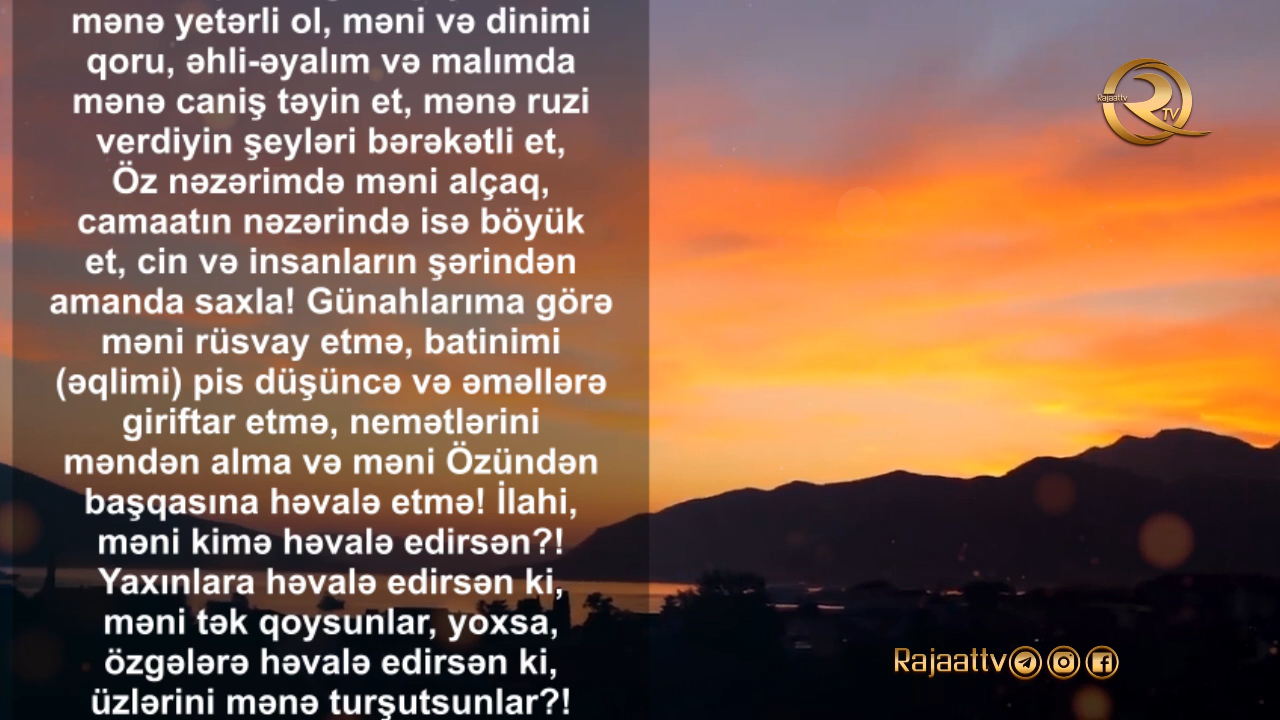 mənə yetərli ol, məni və dinimi
qoru, əhli-əyalım və malımda
mənə caniş təyin et, mənə ruzi
verdiyin şeyləri bərəkətli et,
Öz nəzərimdə məni alçaq,
camaatın nəzərində isə böyük
et, cin və insanların şərindən
amanda saxla! Günahlarıma görə
məni rüsvay etmə, batinimi
(əqlimi) pis düşüncə və əməllərə
giriftar etmə, nemətlərini
məndən alma və məni Özündən
başqasına həvalə etmə! İlahi,
məni kimə həvalə edirsən?!
Yaxınlara həvalə edirsən ki,
məni tək qoysunlar, yoxsa,
özgələrə həvalə edirsən ki,
üzlərini mənə turşutsunlar?!
Rajaattv
R TV
Rajaattv